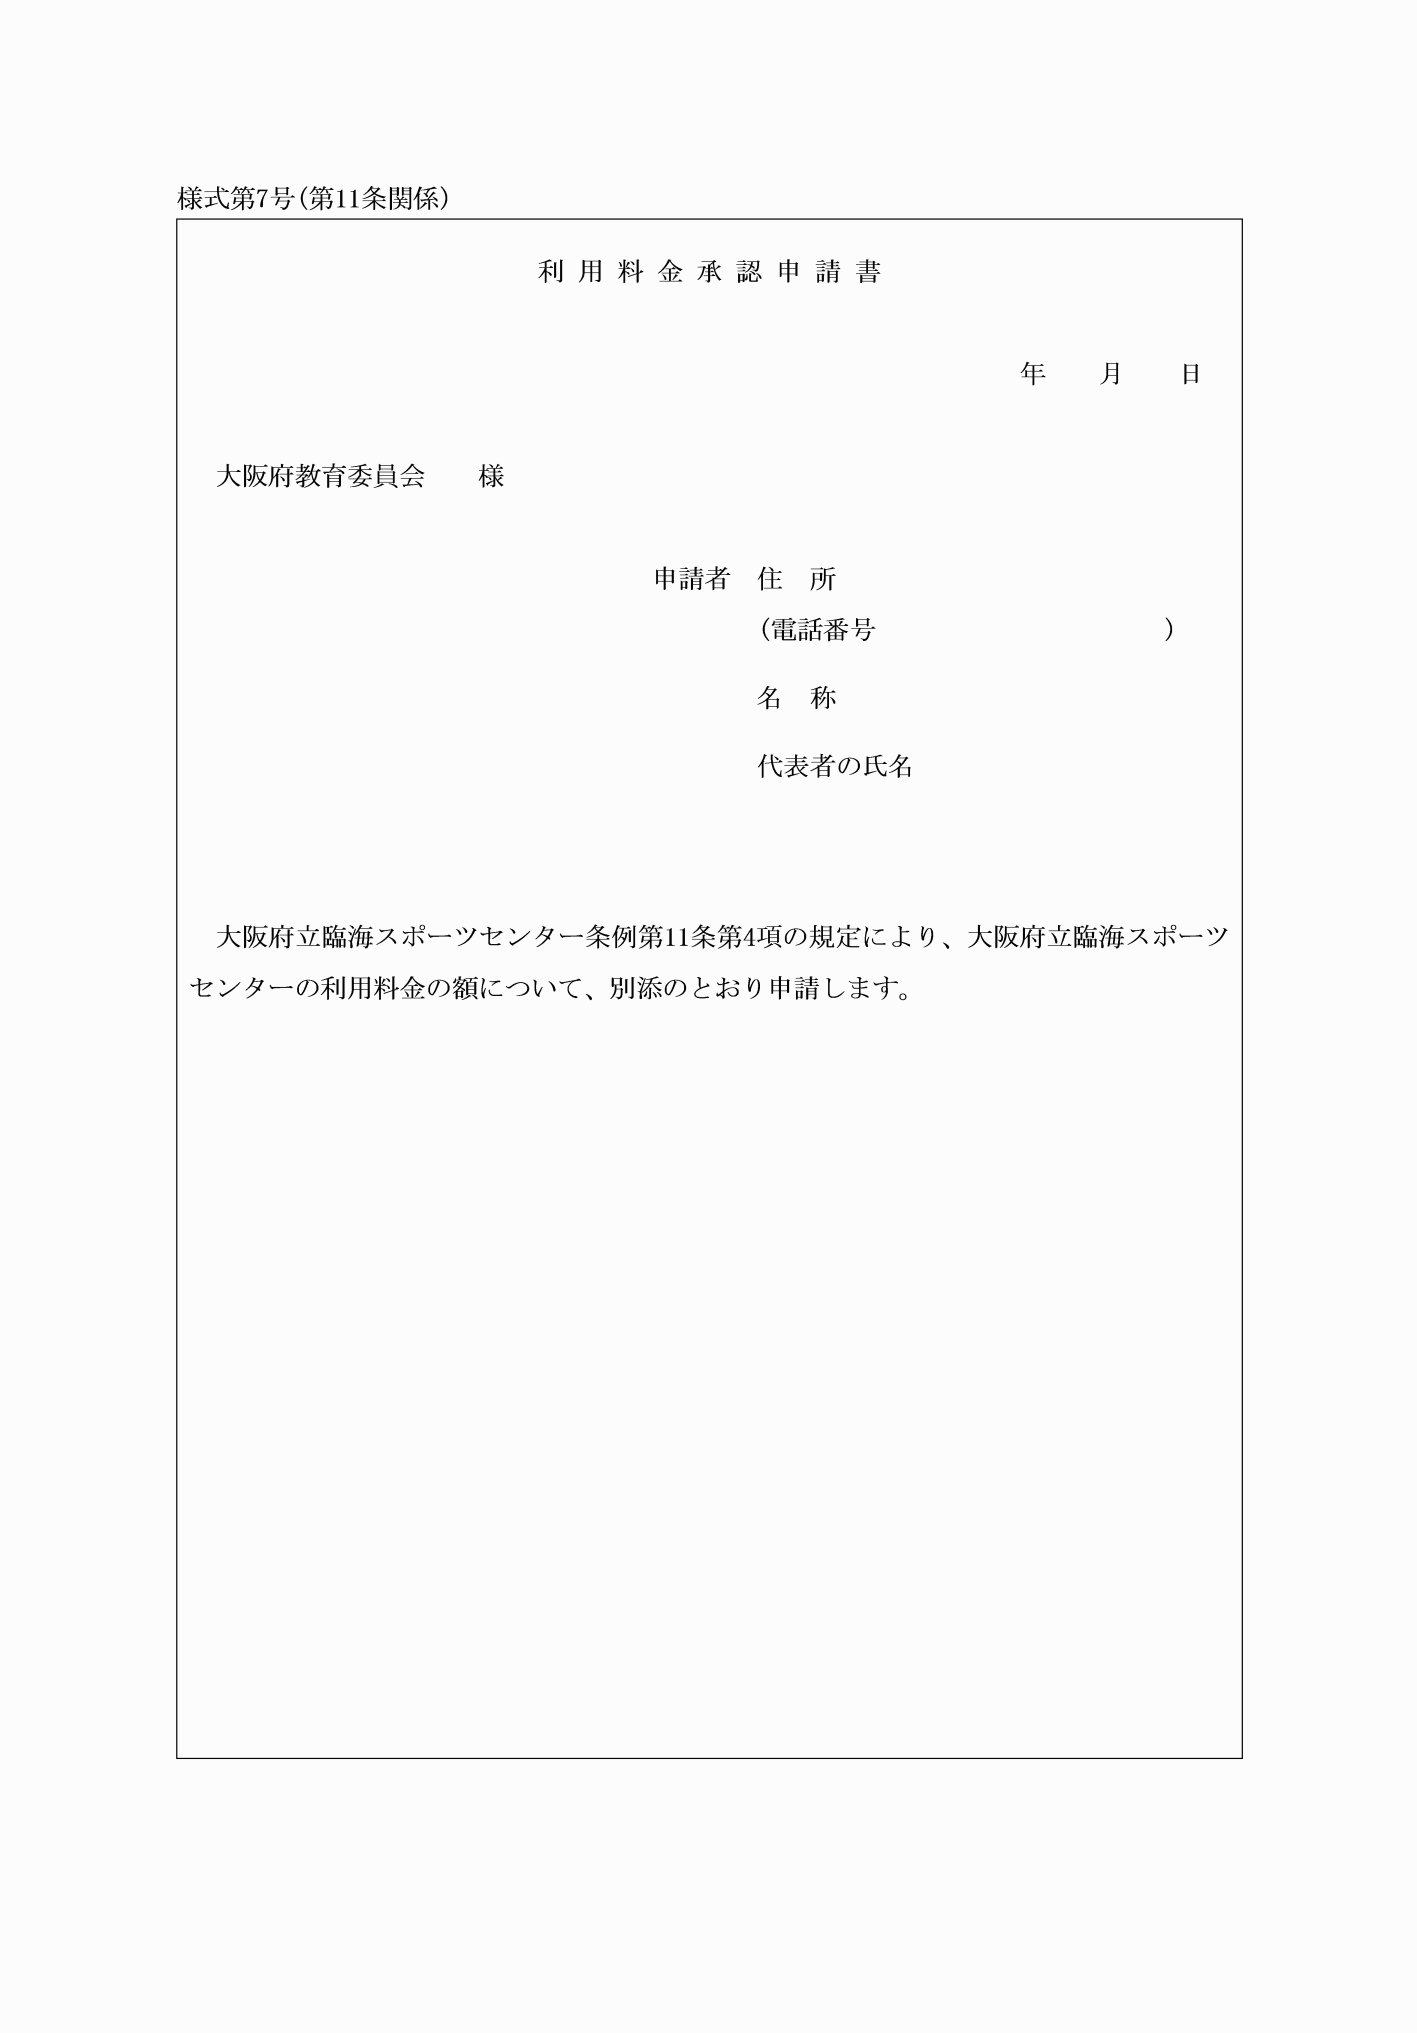 様式第7号(第11条関係)
利用料金承認申請書
年　　月　　日
大阪府教育委員会　　様
申請者　住　所
(電話番号　　　　　　　　　　　)
名　称
代表者の氏名
大阪府立臨海スポーツセンター条例第11条第4項の規定により、大阪府立臨海スポーツ
センターの利用料金の額について、別添のとおり申請します。